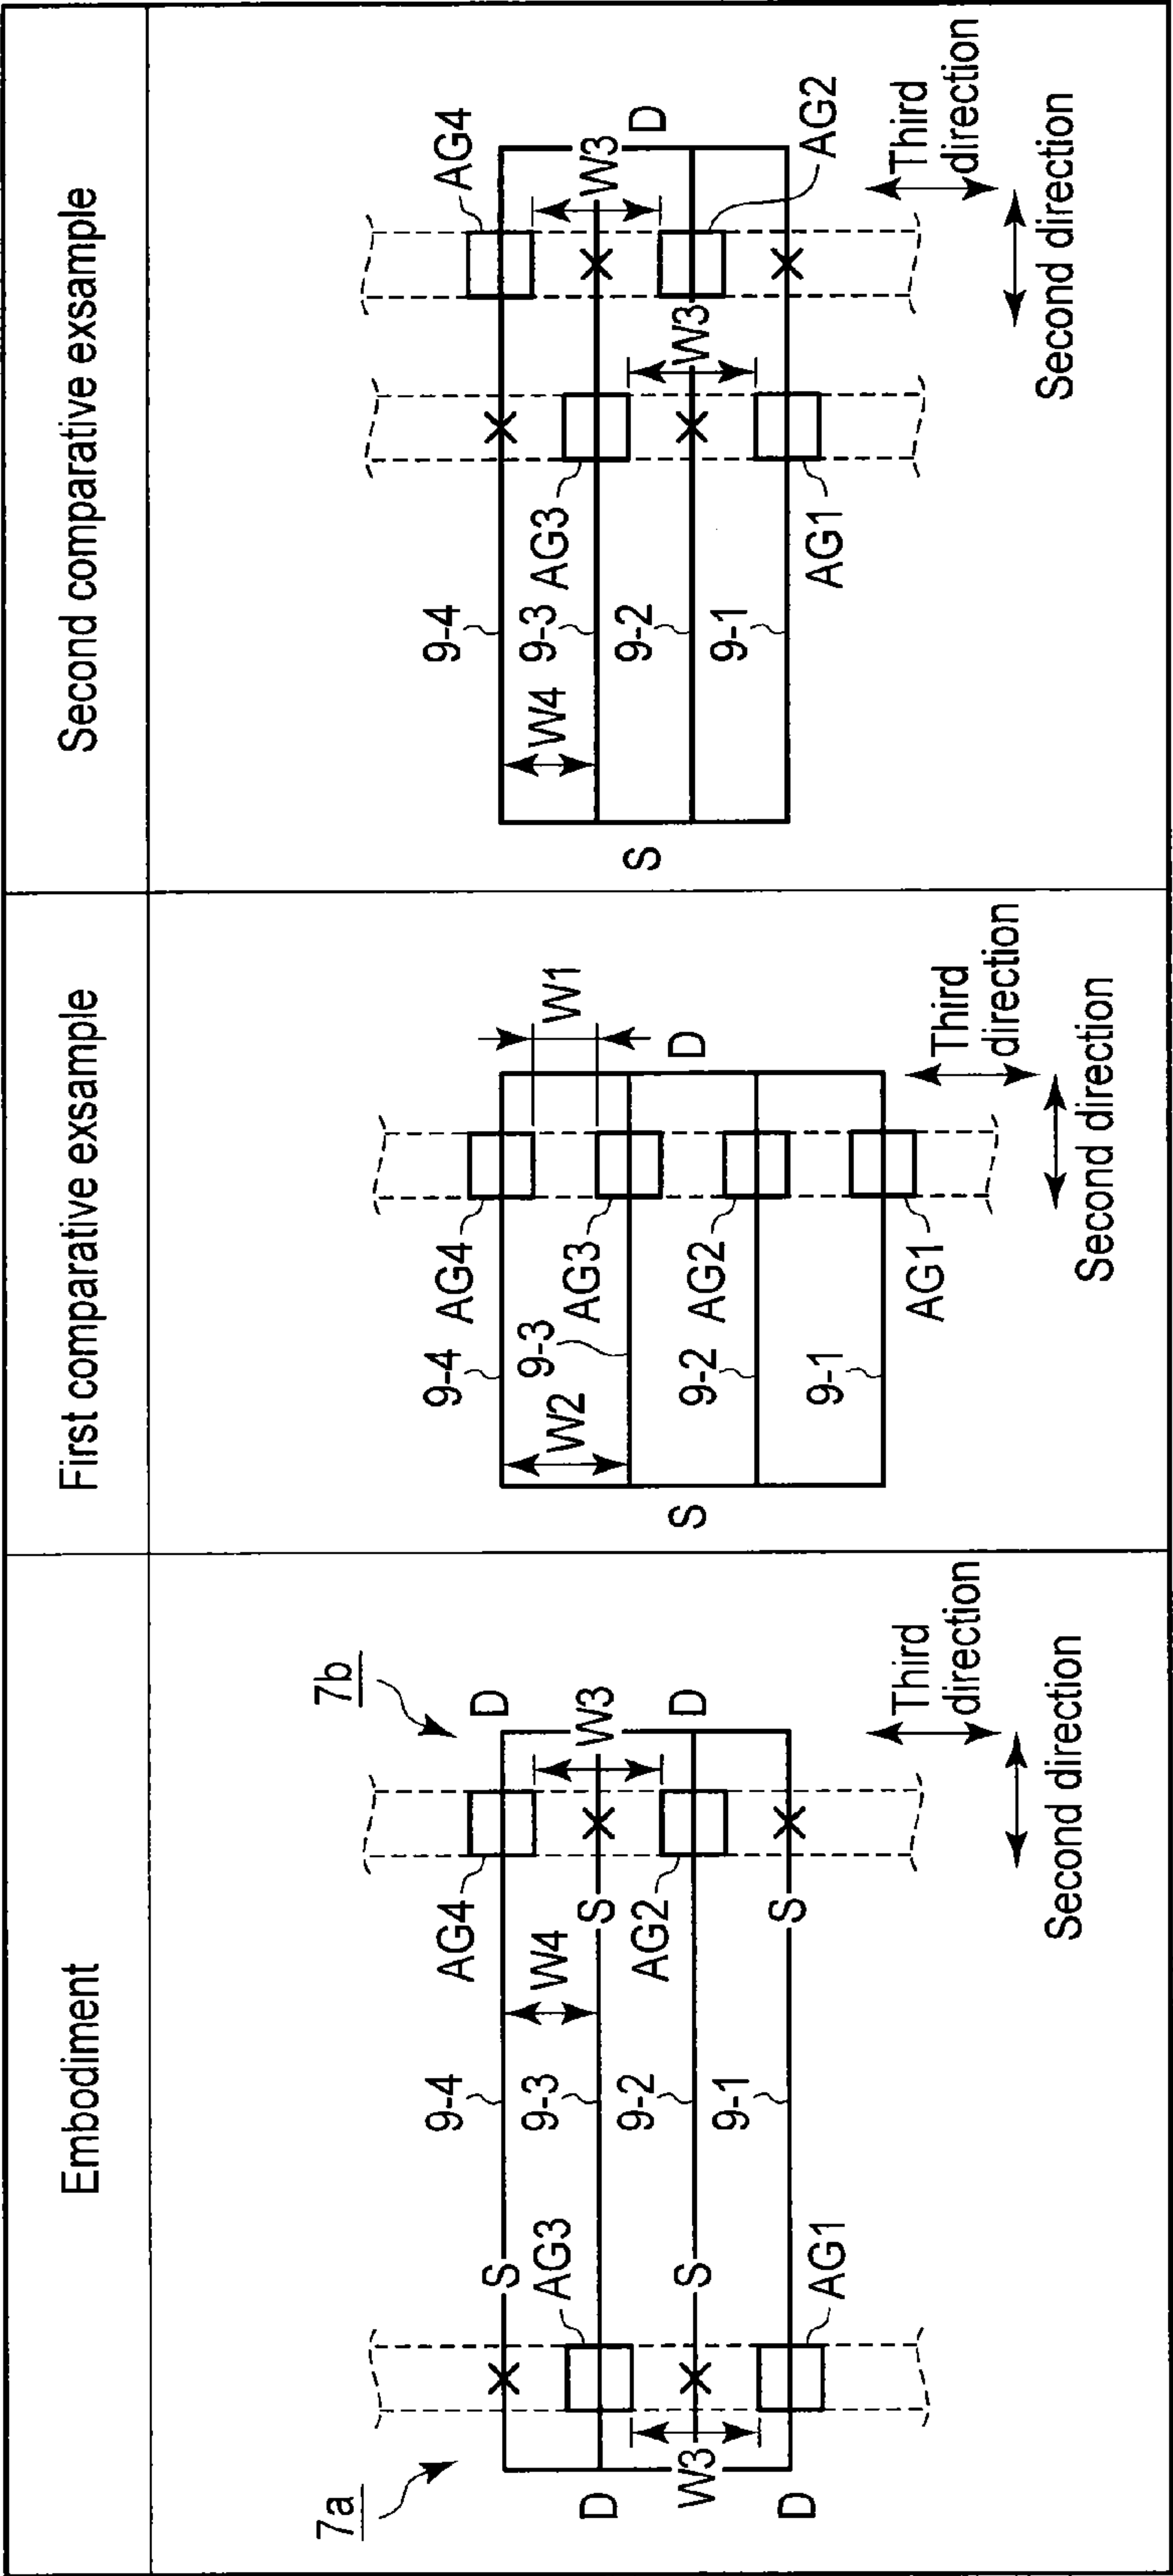 Embodiment
7a
7b
D
D
D
D
W3
W3
W4
S
S
S
S
AG3
AG1
AG4
AG2
9-4
9-3
9-2
9-1
Third
direction
Second direction
First comparative exsample
S
D
W2
W1
9-4
9-3
9-2
9-1
AG4
AG3
AG2
AG1
Third
direction
Second direction
Second comparative exsample
S
D
W4
W3
W3
9-4
9-3
9-2
9-1
AG3
AG1
AG4
AG2
Third
direction
Second direction